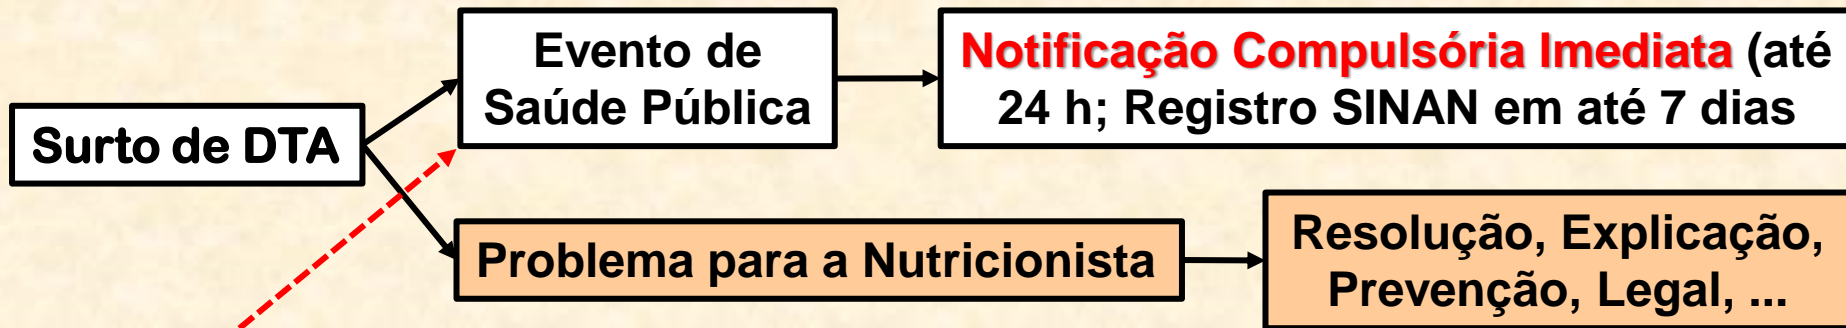 Surto de DTA
Evento de
Saúde Pública
Notificação Compulsória Imediata (até
24 h; Registro SINAN em até 7 dias
Problema para a Nutricionista
Resolução, Explicação,
Prevenção, Legal, ...